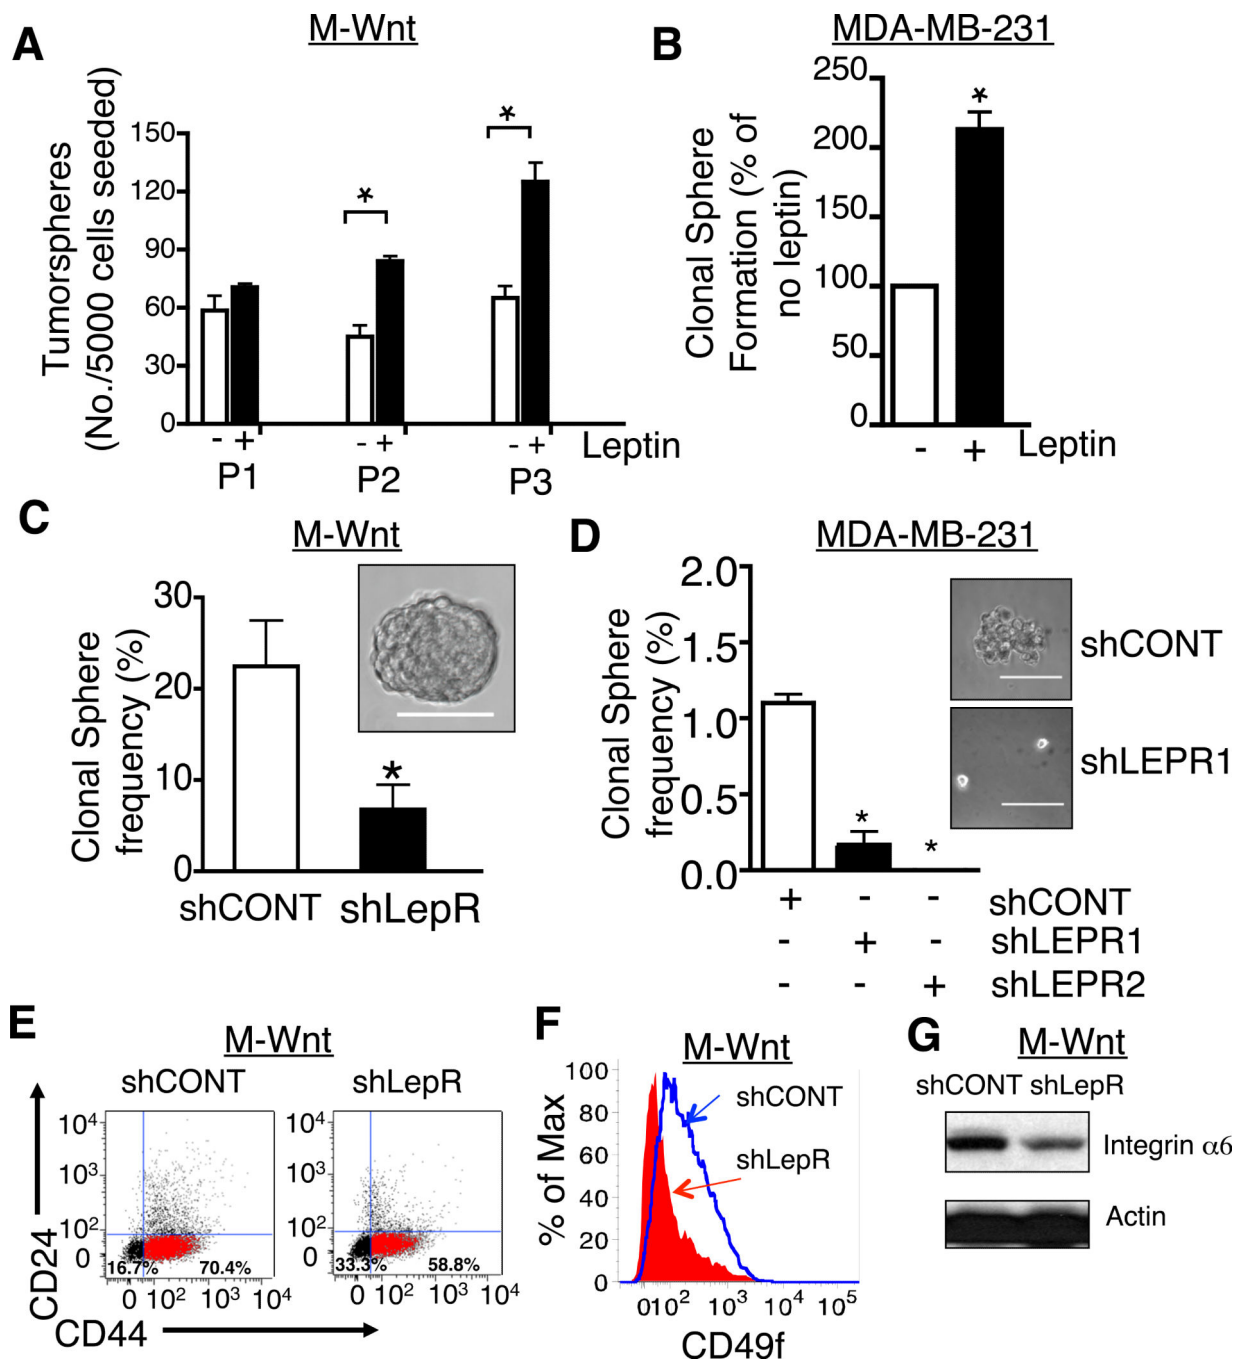 A
M-Wnt
Tumorspheres
(No./5000 cells seeded)
150
120
90
60
30
0
*
*
- +
- +
- +
Leptin
P1
P2
P3
B
MDA-MB-231
Clonal Sphere
Formation (% of
no leptin)
250
200
150
100
50
0
*
- +
Leptin
C
M-Wnt
Clonal Sphere
frequency (%)
30
20
10
0
*
shCONT
shLepR
D
MDA-MB-231
Clonal Sphere
frequency (%)
2.0
1.5
1.0
0.5
0.0
*
*
shCONT
shLEPR1
+ - - shCONT
- + - shLEPR1
- - + shLEPR2
E
M-Wnt
shCONT
shLepR
CD24
10⁴
10³
10²
0
16.7%
70.4%
0 10² 10³ 10⁴
10⁴
10³
10²
0
33.3%
58.8%
0 10² 10³ 10⁴
CD44
F
M-Wnt
% of Max
100
80
60
40
20
0
shCONT
shLepR
0 10² 10³ 10⁴ 10⁵
CD49f
G
M-Wnt
shCONT shLepR
Integrin α6
Actin